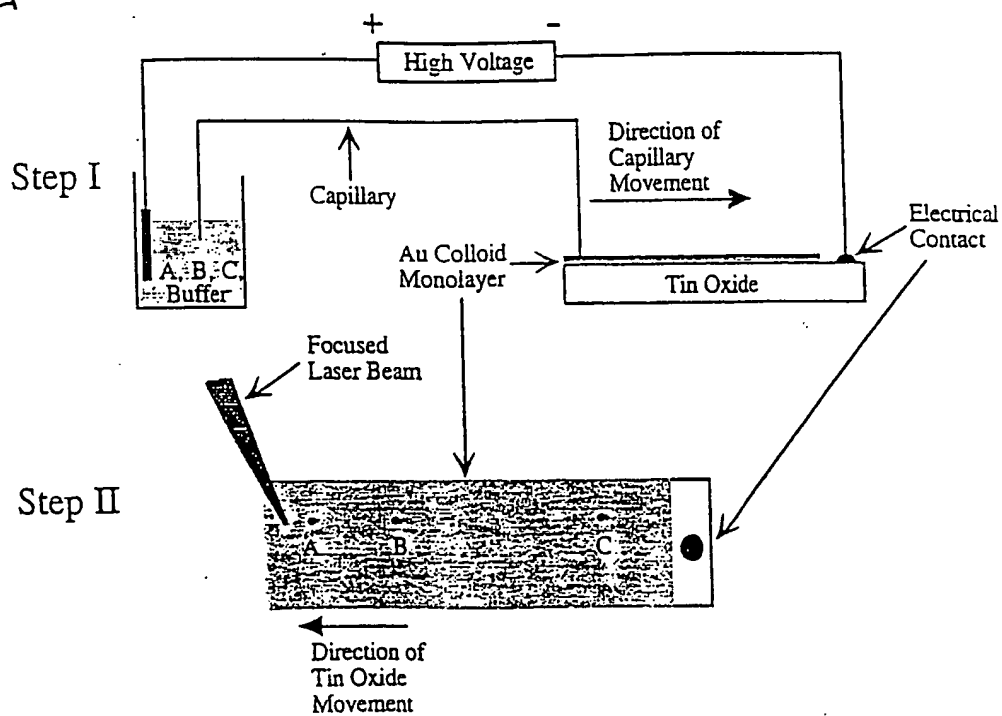 + -
High Voltage
Step I
Capillary
Direction of
Capillary
Movement
Electrical
Contact
A, B, C,
Buffer
Au Colloid
Monolayer
Tin Oxide
Focused
Laser Beam
Step II
A B C
Direction of
Tin Oxide
Movement